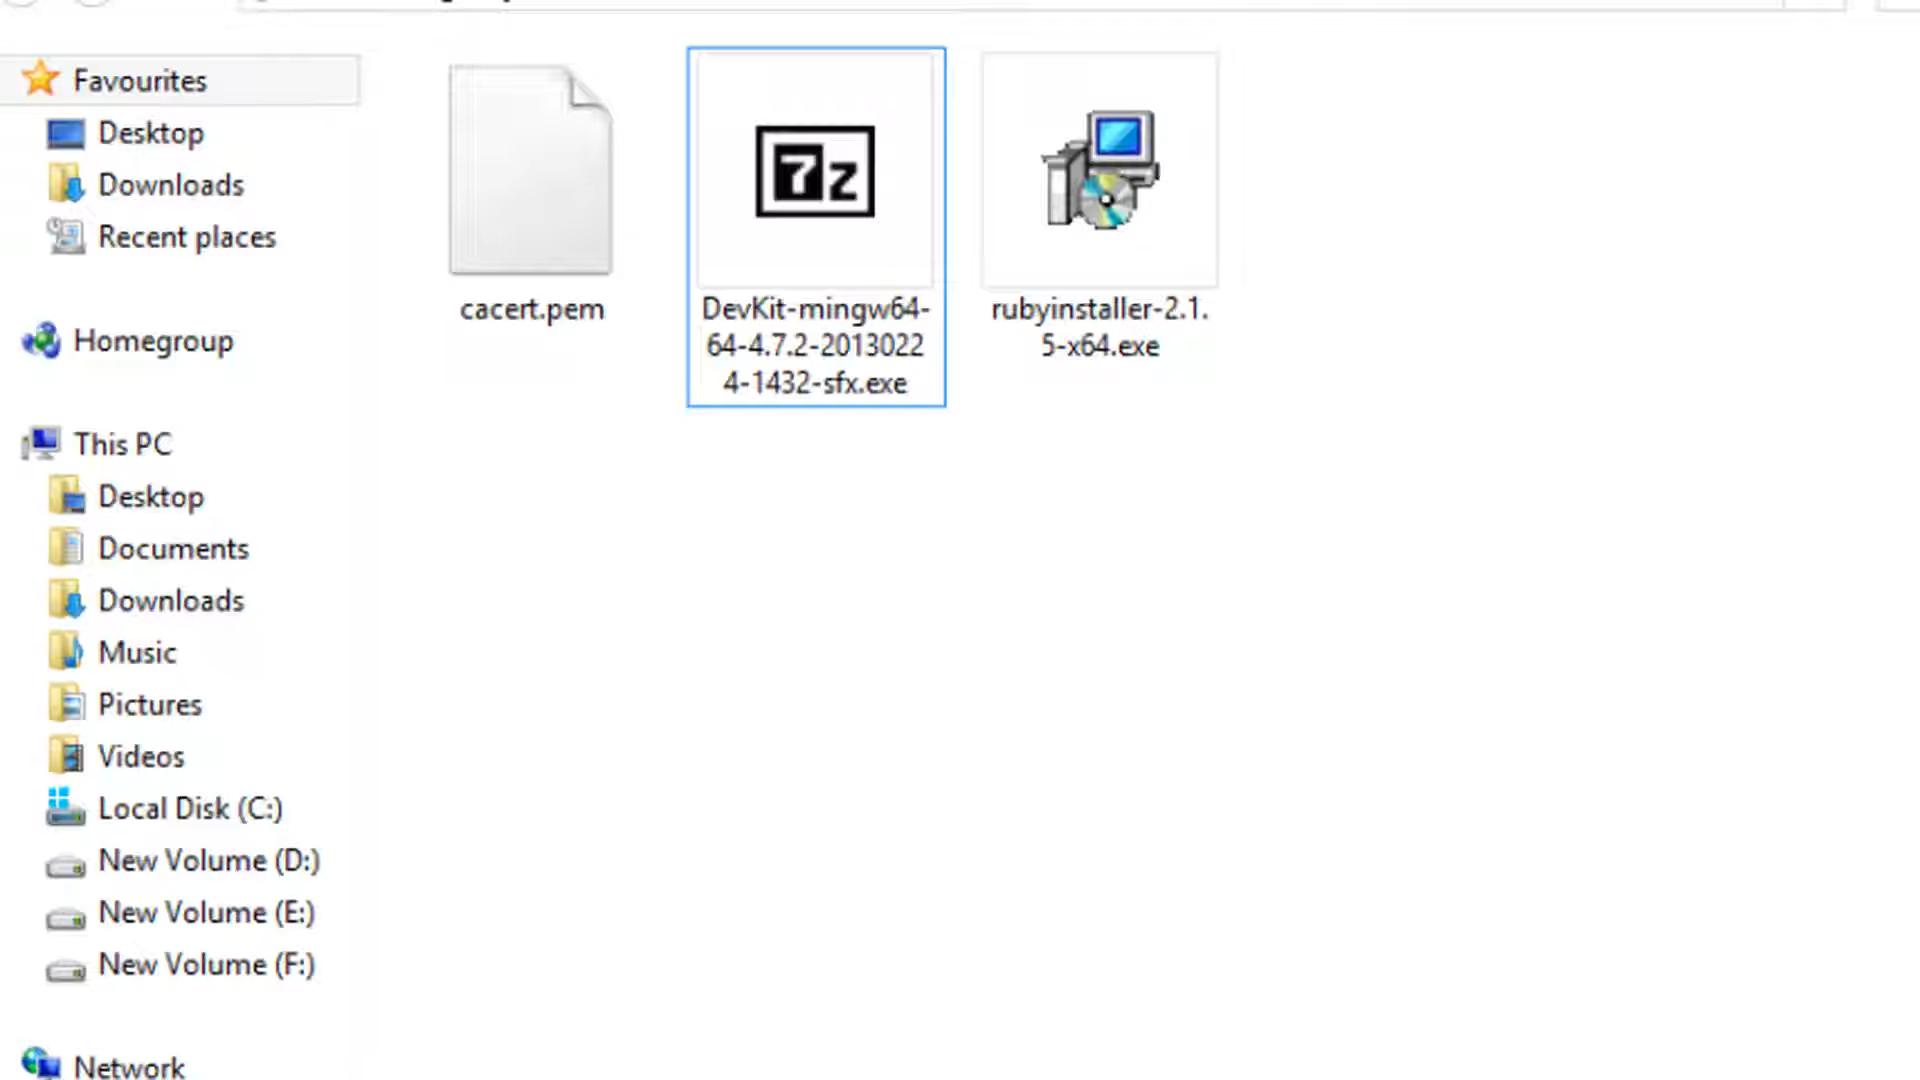 Favourites
Desktop
Downloads
Recent places
Homegroup
This PC
Desktop
Documents
Downloads
Music
Pictures
Videos
Local Disk (C:)
New Volume (D:)
New Volume (E:)
New Volume (F:)
Network
cacert.pem
7z
DevKit-mingw64-
64-4.7.2-2013022
4-1432-sfx.exe
rubyinstaller-2.1.
5-x64.exe